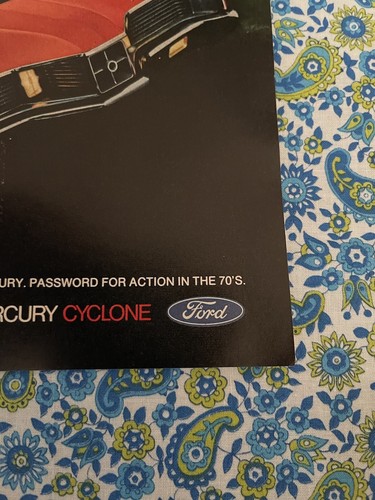 URY. PASSWORD FOR ACTION IN THE 70'S.
RCURY CYCLONE Ford